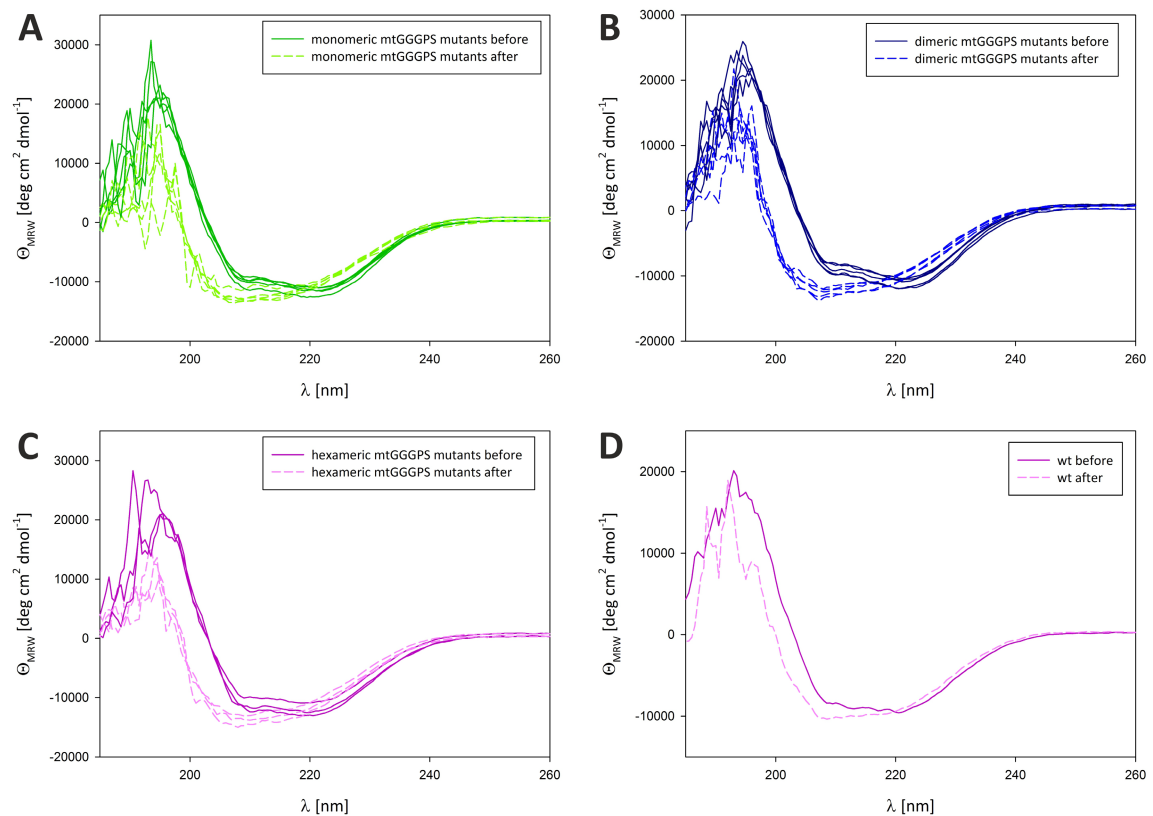 A
monomeric mtGGGPS mutants before
monomeric mtGGGPS mutants after
30000
20000
10000
0
-10000
-20000
Θ_MRW [deg cm² dmol⁻¹]
200 220 240 260
λ [nm]
B
dimeric mtGGGPS mutants before
dimeric mtGGGPS mutants after
30000
20000
10000
0
-10000
-20000
Θ_MRW [deg cm² dmol⁻¹]
200 220 240 260
λ [nm]
C
hexameric mtGGGPS mutants before
hexameric mtGGGPS mutants after
30000
20000
10000
0
-10000
-20000
Θ_MRW [deg cm² dmol⁻¹]
200 220 240 260
λ [nm]
D
wt before
wt after
20000
10000
0
-10000
Θ_MRW [deg cm² dmol⁻¹]
200 220 240 260
λ [nm]